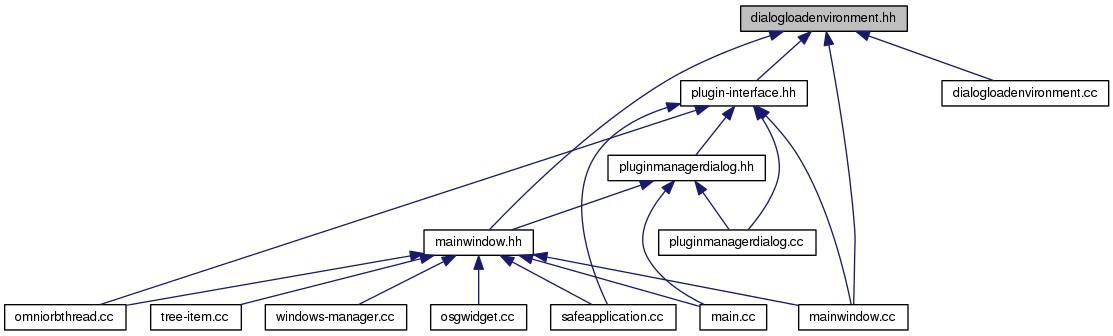 dialogloadenvironment.hh
plugin-interface.hh
dialogloadenvironment.cc
pluginmanagerdialog.hh
mainwindow.hh
pluginmanagerdialog.cc
omniorbthread.cc
tree-item.cc
windows-manager.cc
osgwidget.cc
safeapplication.cc
main.cc
mainwindow.cc